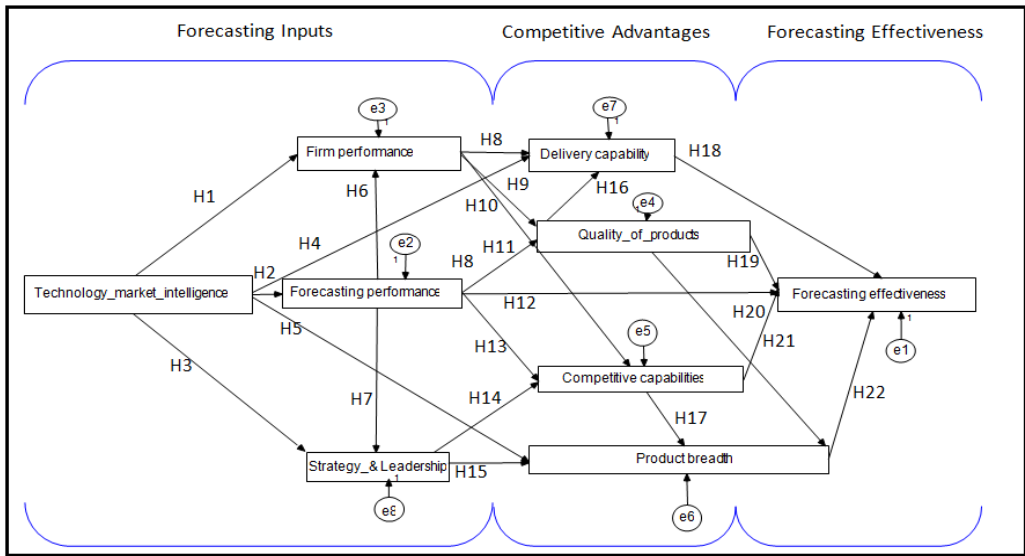 Forecasting Inputs
Competitive Advantages
Forecasting Effectiveness
e3
1
e7
1
Firm performance
H8
Delivery capability
H18
H1
H6
H9
H16
H10
e4
1
Quality_of_products
H4
e2
1
H11
H8
H2
H19
Technology_market_intelligence
Forecasting performance
H12
Forecasting effectiveness
H5
H20
1
e1
e5
H13
H21
H3
Competitive capabilities
H7
H14
H22
H17
Strategy_& Leadership
1
H15
Product breadth
e8
e6